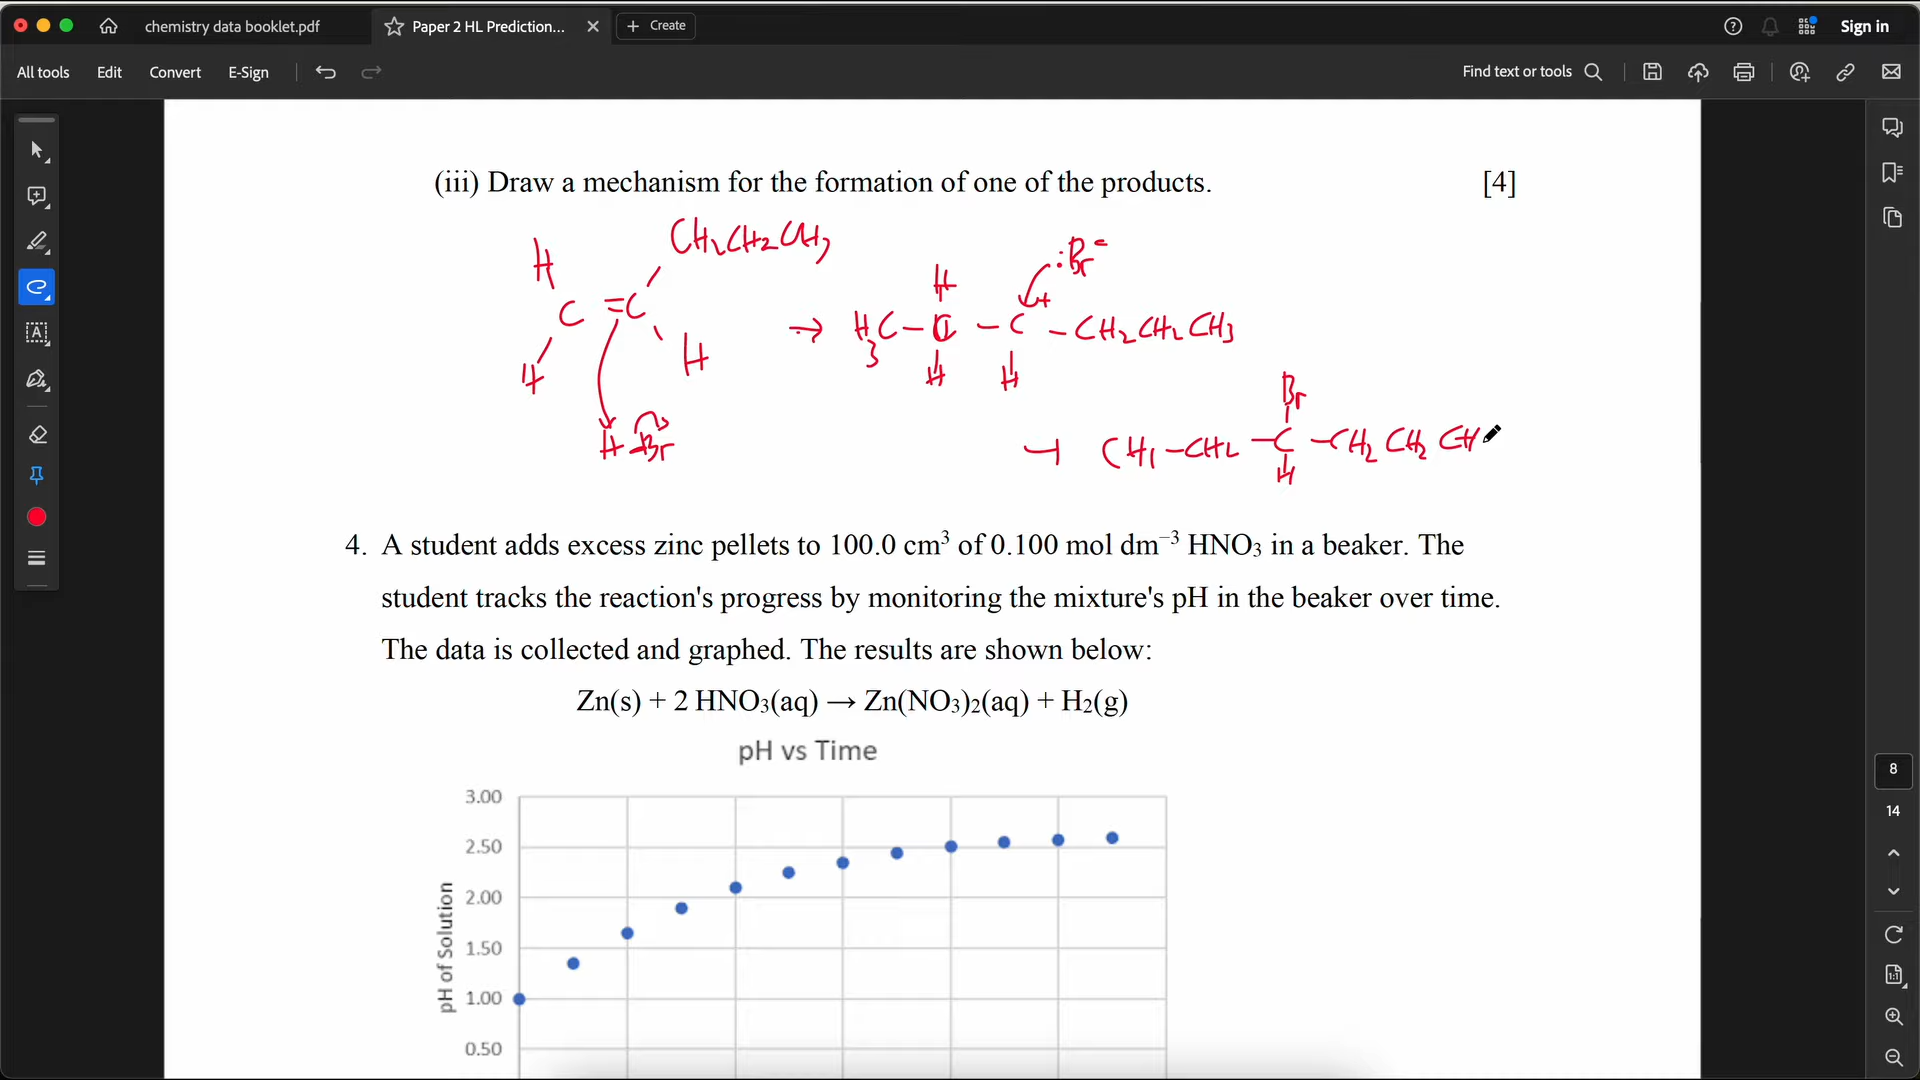 chemistry data booklet.pdf
Paper 2 HL Prediction...
Create
Sign in
All tools
Edit
Convert
E-Sign
Find text or tools
(iii) Draw a mechanism for the formation of one of the products. [4]
H
CH2CH2CH3
C = C
H
H
H Br
→ H3C – C – C+ – CH2CH2CH3
H
H
H
:Br-
Br
CH3 – CH2 – C – CH2 CH2 CH
H
4. A student adds excess zinc pellets to 100.0 cm³ of 0.100 mol dm⁻³ HNO₃ in a beaker. The
student tracks the reaction's progress by monitoring the mixture's pH in the beaker over time.
The data is collected and graphed. The results are shown below:
Zn(s) + 2 HNO₃(aq) → Zn(NO₃)₂(aq) + H₂(g)
pH vs Time
pH of Solution
3.00
2.50
2.00
1.50
1.00
0.50
8
14